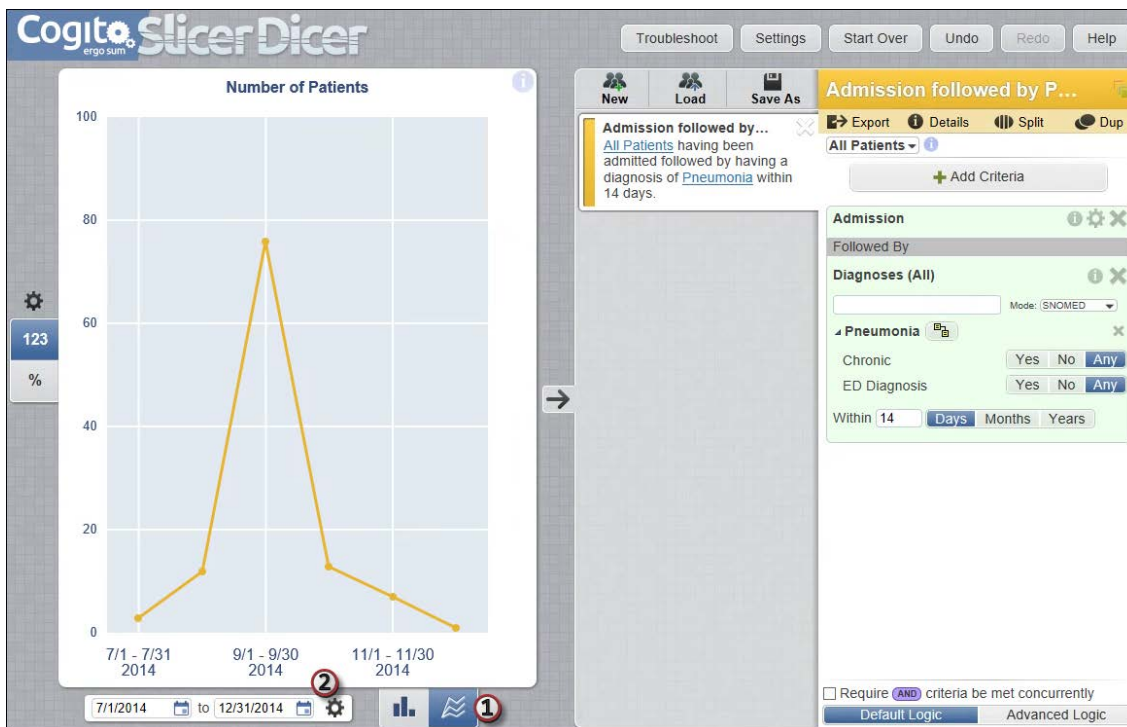 Cogito
ergo sum
SlicerDicer
Troubleshoot
Settings
Start Over
Undo
Redo
Help
Number of Patients
100
80
60
40
20
0
7/1 - 7/31
2014
9/1 - 9/30
2014
11/1 - 11/30
2014
123
%
2
7/1/2014 to 12/31/2014
1
New
Load
Save As
Admission followed by...
All Patients having been
admitted followed by having a
diagnosis of Pneumonia within
14 days.
Admission followed by P...
Export
Details
Split
Dup
All Patients
Add Criteria
Admission
Followed By
Diagnoses (All)
Mode: SNOMED
Pneumonia
Chronic Yes No Any
ED Diagnosis Yes No Any
Within 14 Days Months Years
Require AND criteria be met concurrently
Default Logic
Advanced Logic